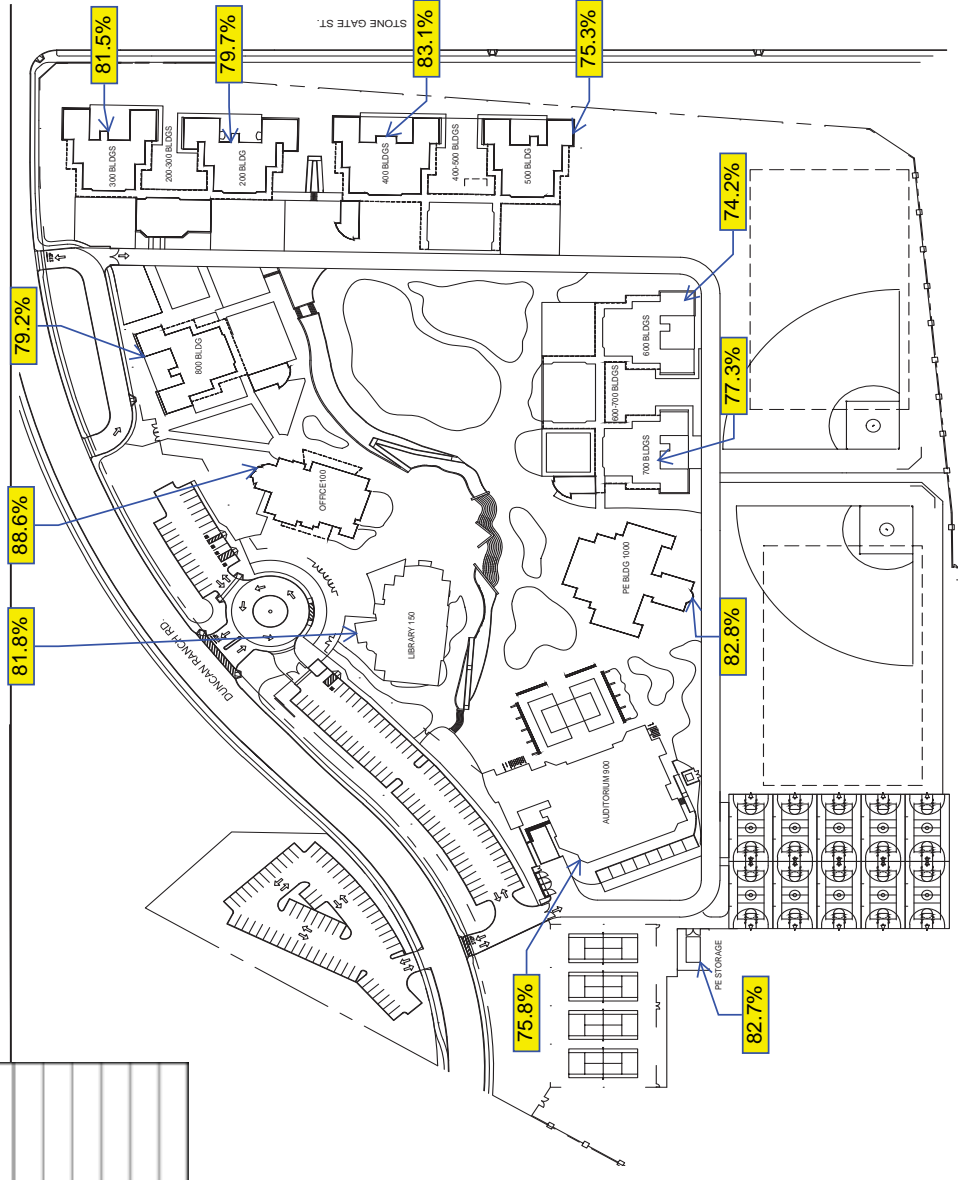 STONE GATE ST.
81.5%
79.7%
83.1%
75.3%
300 BLDGS
200-300 BLDGS
200 BLDG
400 BLDGS
400-500 BLDGS
500 BLDG
79.2%
800 BLDG
74.2%
600 BLDGS
600-700 BLDGS
77.3%
700 BLDGS
88.6%
OFFICE100
81.8%
LIBRARY 150
DUNCAN RANCH RD.
PE BLDG 1000
82.8%
AUDITORIUM 900
75.8%
PE STORAGE
82.7%